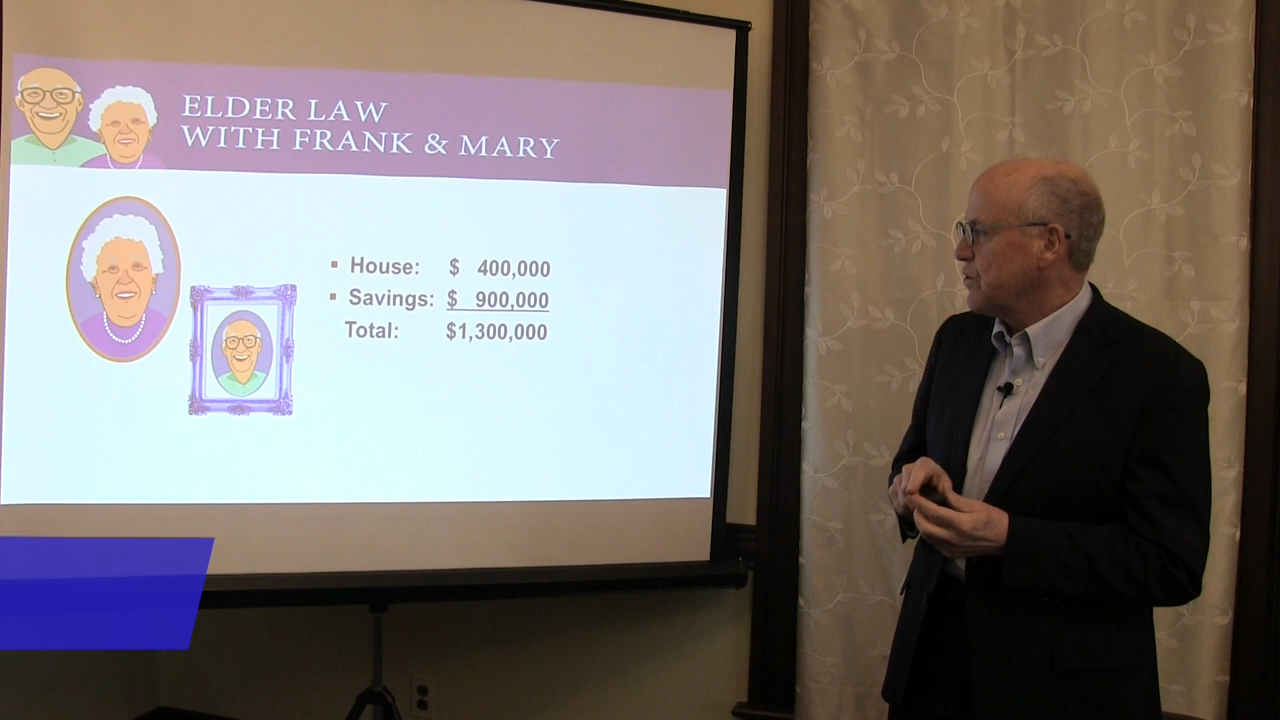 ELDER LAW
WITH FRANK & MARY
▪ House: $ 400,000
▪ Savings: $ 900,000
Total: $1,300,000